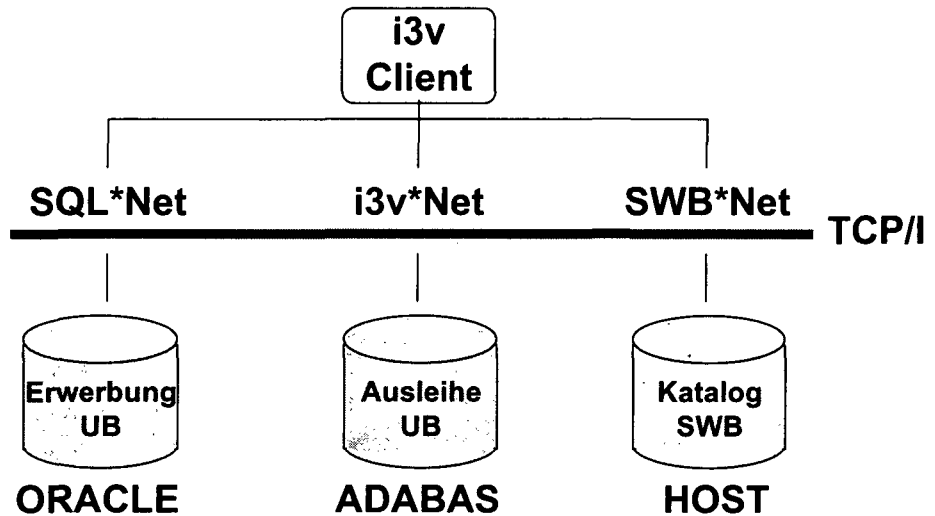 i3v
Client
SQL*Net
i3v*Net
SWB*Net
TCP/I
Erwerbung
UB
Ausleihe
UB
Katalog
SWB
ORACLE
ADABAS
HOST